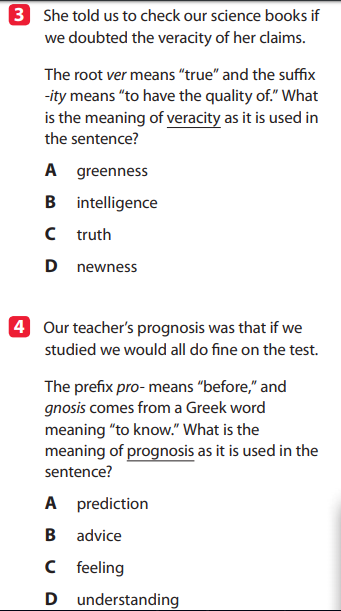 3 She told us to check our science books if
we doubted the veracity of her claims.
The root ver means “true” and the suffix
-ity means “to have the quality of.” What
is the meaning of veracity as it is used in
the sentence?
A greenness
B intelligence
C truth
D newness
4 Our teacher’s prognosis was that if we
studied we would all do fine on the test.
The prefix pro- means “before,” and
gnosis comes from a Greek word
meaning “to know.” What is the
meaning of prognosis as it is used in the
sentence?
A prediction
B advice
C feeling
D understanding